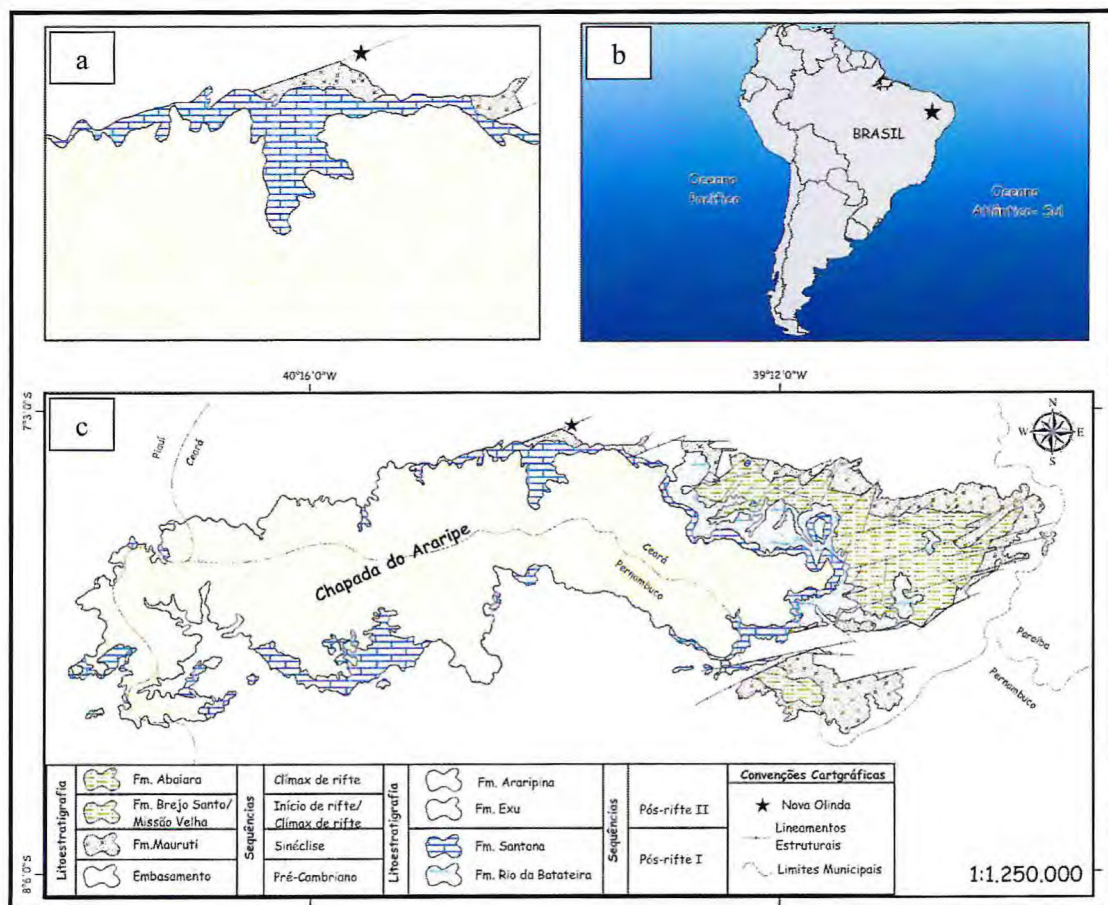 a
b
BRASIL
Oceano
Pacífico
Oceano
Atlântico- Sul
40°16'0"W
39°12'0"W
7°3'0"S
c
N
W
E
S
Piauí
Ceará
Chapada do Araripe
Ceará
Pernambuco
Paraíba
Pernambuco
Litoestratigrafia
Fm. Abaiara
Fm. Brejo Santo/
Missão Velha
Fm.Mauruti
Embasamento
Sequências
Clímax de rifte
Início de rifte/
Clímax de rifte
Sinéclise
Pré-Cambriano
Litoestratigrafia
Fm. Araripina
Fm. Exu
Fm. Santana
Fm. Rio da Batateira
Sequências
Pós-rifte II
Pós-rifte I
Convenções Cartgráficas
Nova Olinda
Lineamentos
Estruturais
Limites Municipais
8°6'0"S
1:1.250.000